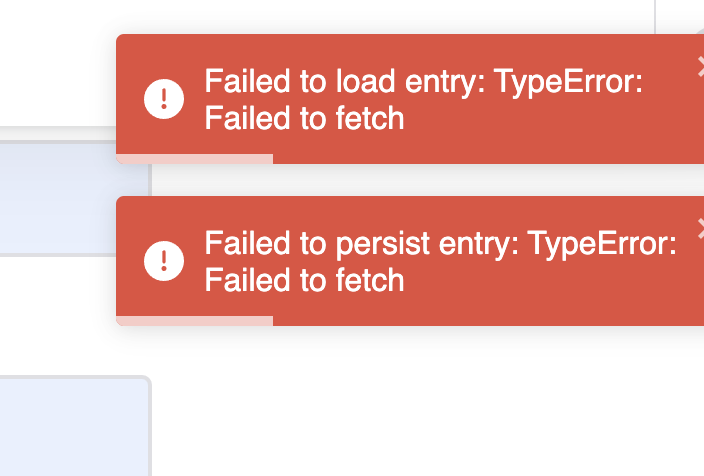 Failed to load entry: TypeError:
Failed to fetch
Failed to persist entry: TypeError:
Failed to fetch